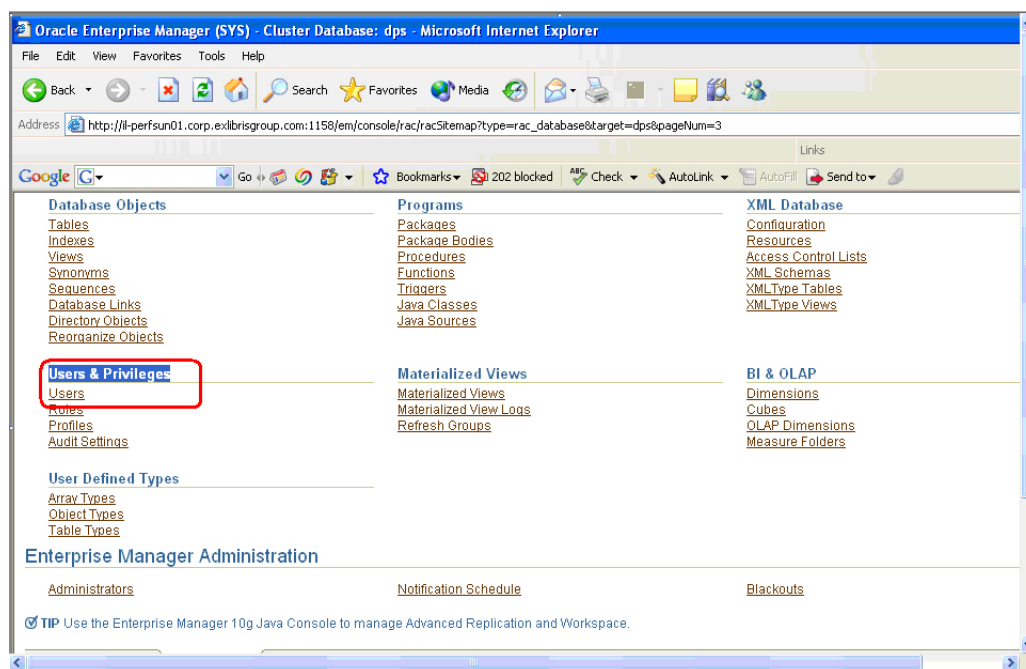 Oracle Enterprise Manager (SYS) - Cluster Database: dps - Microsoft Internet Explorer
File Edit View Favorites Tools Help
Back Search Favorites Media
Address http://il-perfsun01.corp.exlibrisgroup.com:1158/em/console/rac/racSitemap?type=rac_database&target=dps&pageNum=3
Links
Google G Go Bookmarks 202 blocked ABC Check AutoLink AutoFill Send to
Database Objects Programs XML Database
Tables Packages Configuration
Indexes Package Bodies Resources
Views Procedures Access Control Lists
Synonyms Functions XML Schemas
Sequences Triggers XMLType Tables
Database Links Java Classes XMLType Views
Directory Objects Java Sources
Reorganize Objects
Users & Privileges Materialized Views BI & OLAP
Users Materialized Views Dimensions
Roles Materialized View Logs Cubes
Profiles Refresh Groups OLAP Dimensions
Audit Settings Measure Folders
User Defined Types
Array Types
Object Types
Table Types
Enterprise Manager Administration
Administrators Notification Schedule Blackouts
TIP Use the Enterprise Manager 10g Java Console to manage Advanced Replication and Workspace.